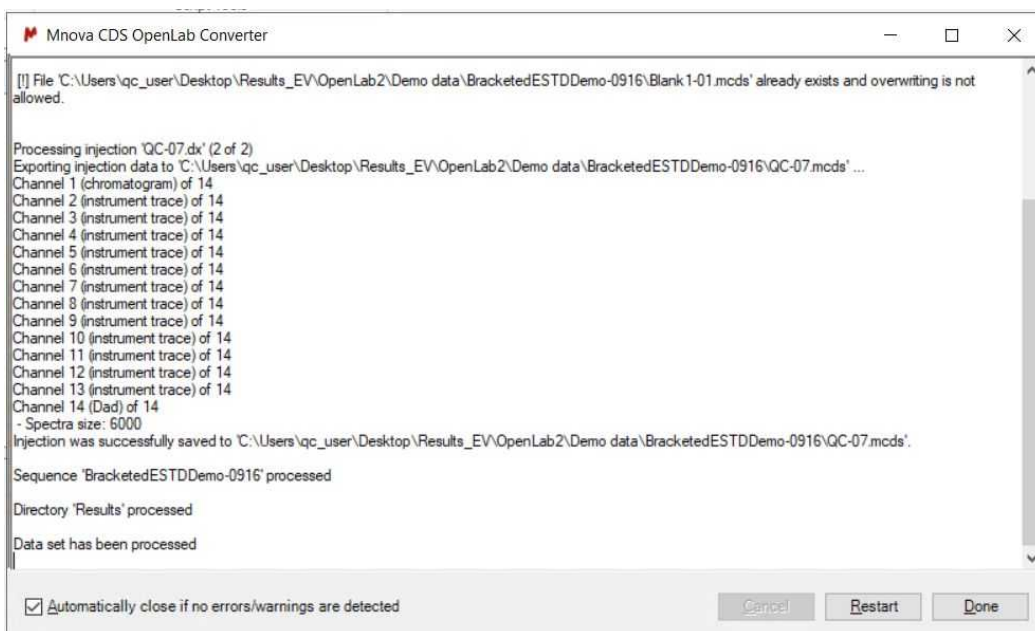 Mnova CDS OpenLab Converter
[!] File 'C:\Users\qc_user\Desktop\Results_EV\OpenLab2\Demo data\BracketedESTDDemo-0916\Blank1-01.mcds' already exists and overwriting is not
allowed.
Processing injection 'QC-07.dx' (2 of 2)
Exporting injection data to 'C:\Users\qc_user\Desktop\Results_EV\OpenLab2\Demo data\BracketedESTDDemo-0916\QC-07.mcds' ...
Channel 1 (chromatogram) of 14
Channel 2 (instrument trace) of 14
Channel 3 (instrument trace) of 14
Channel 4 (instrument trace) of 14
Channel 5 (instrument trace) of 14
Channel 6 (instrument trace) of 14
Channel 7 (instrument trace) of 14
Channel 8 (instrument trace) of 14
Channel 9 (instrument trace) of 14
Channel 10 (instrument trace) of 14
Channel 11 (instrument trace) of 14
Channel 12 (instrument trace) of 14
Channel 13 (instrument trace) of 14
Channel 14 (Dad) of 14
- Spectra size: 6000
Injection was successfully saved to 'C:\Users\qc_user\Desktop\Results_EV\OpenLab2\Demo data\BracketedESTDDemo-0916\QC-07.mcds'.
Sequence 'BracketedESTDDemo-0916' processed
Directory 'Results' processed
Data set has been processed
Automatically close if no errors/warnings are detected
Cancel
Restart
Done